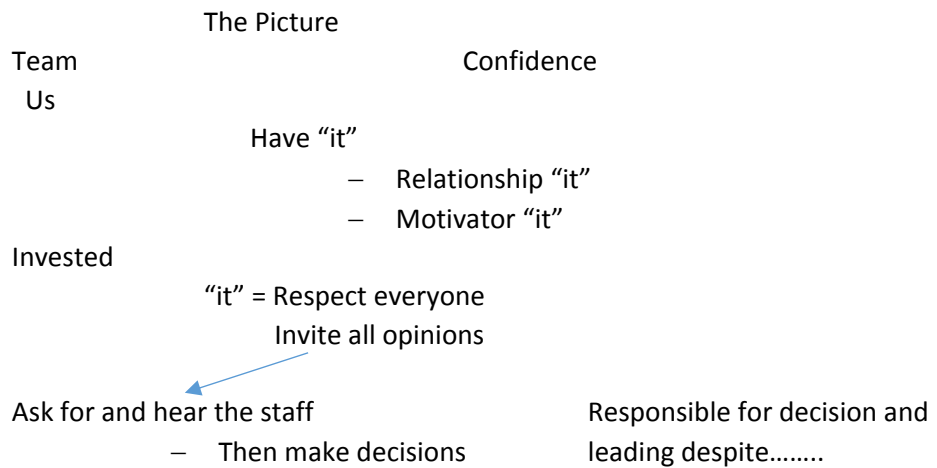 The Picture
Team Confidence
Us
Have “it”
– Relationship “it”
– Motivator “it”
Invested
“it” = Respect everyone
Invite all opinions
Ask for and hear the staff Responsible for decision and
– Then make decisions leading despite……..